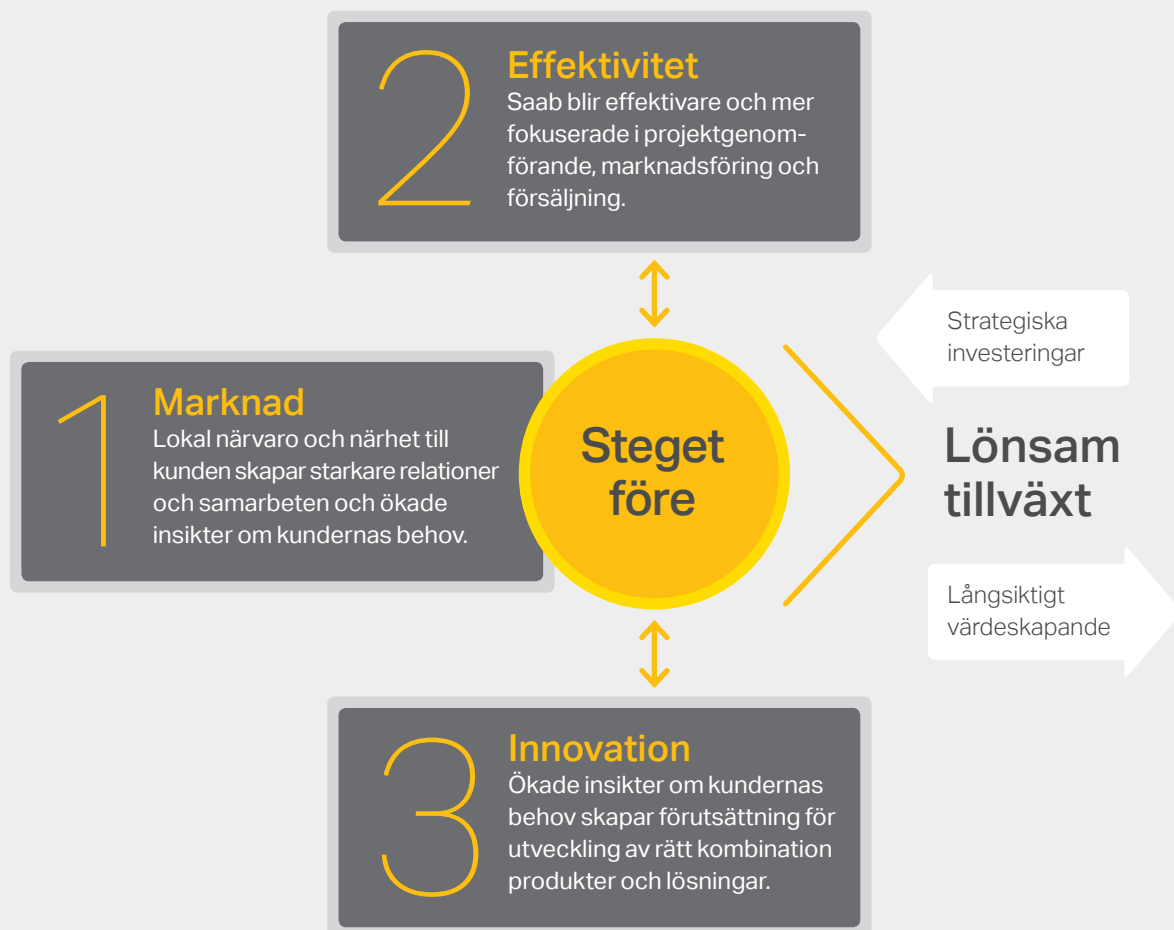 2
Effektivitet
Saab blir effektivare och mer
fokuserade i projektgenom-
förande, marknadsföring och
försäljning.
Strategiska
investeringar
1
Marknad
Lokal närvaro och närhet till
kunden skapar starkare relationer
och samarbeten och ökade
insikter om kundernas behov.
Steget
före
Lönsam
tillväxt
Långsiktigt
värdeskapande
3
Innovation
Ökade insikter om kundernas
behov skapar förutsättning för
utveckling av rätt kombination
produkter och lösningar.